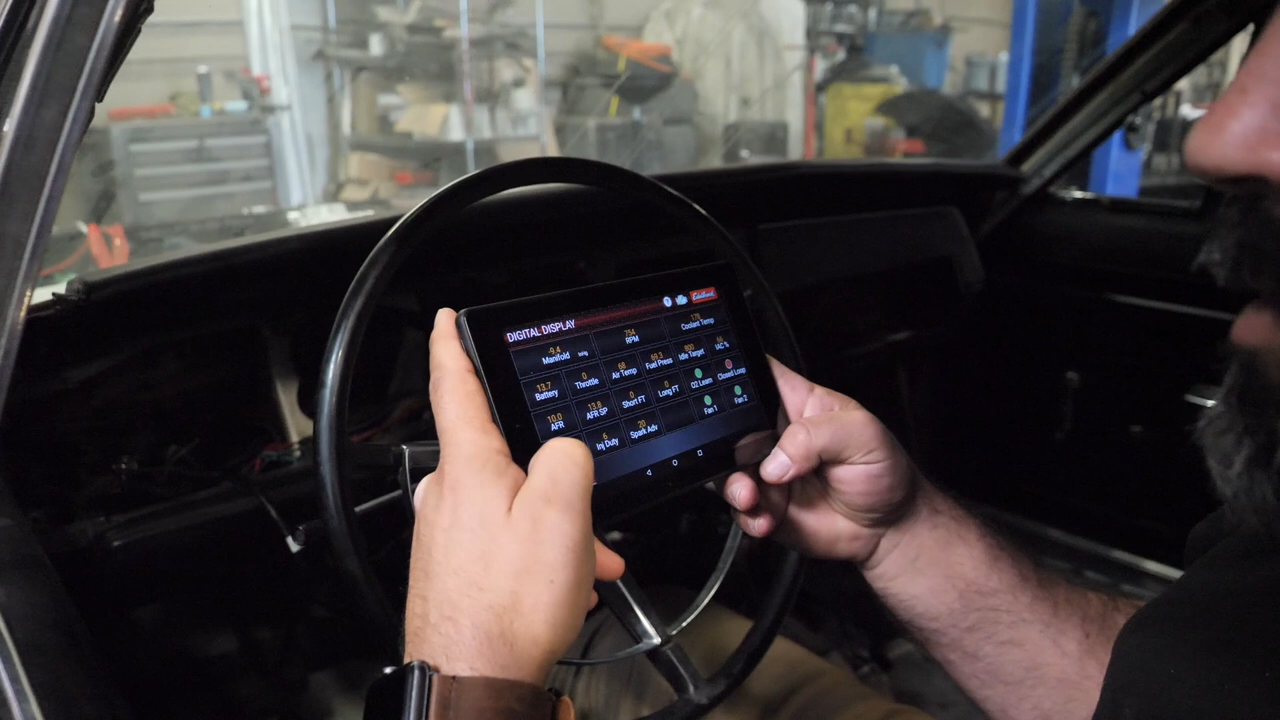 DIGITAL DISPLAY
Edelbrock
-9.4
Manifold inHg
754
RPM
178
Coolant Temp
13.7
Battery
0
Throttle
68
Air Temp
69.3
Fuel Press
800
Idle Target
IAC %
10.0
AFR
13.8
AFR SP
0
Short FT
0
Long FT
O2 Learn
Closed Loop
6
Inj Duty
20
Spark Adv
Fan 1
Fan 2